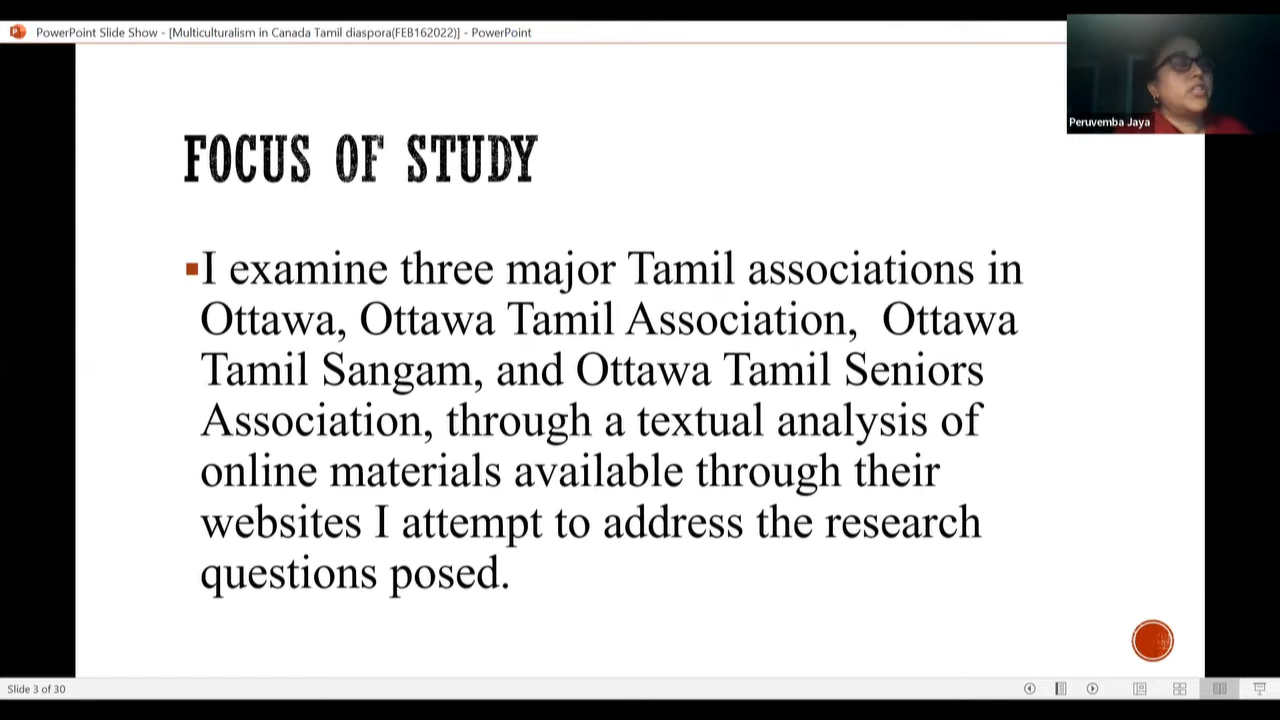 PowerPoint Slide Show - [Multiculturalism in Canada Tamil diaspora(FEB162022)] - PowerPoint
Peruvemba Jaya
FOCUS OF STUDY
I examine three major Tamil associations in
Ottawa, Ottawa Tamil Association,  Ottawa
Tamil Sangam, and Ottawa Tamil Seniors
Association, through a textual analysis of
online materials available through their
websites I attempt to address the research
questions posed.
Slide 3 of 30